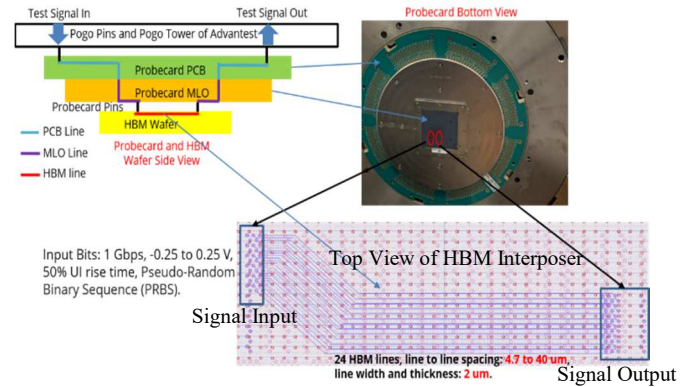 Test Signal In
Test Signal Out
Probecard Bottom View
Pogo Pins and Pogo Tower of Advantest
Probecard PCB
Probecard MLO
Probecard Pins
HBM Wafer
PCB Line
MLO Line
HBM line
Probecard and HBM
Wafer Side View
Input Bits: 1 Gbps, -0.25 to 0.25 V,
50% UI rise time, Pseudo-Random
Binary Sequence (PRBS).
Top View of HBM Interposer
Signal Input
24 HBM lines, line to line spacing: 4.7 to 40 um,
line width and thickness: 2 um.
Signal Output